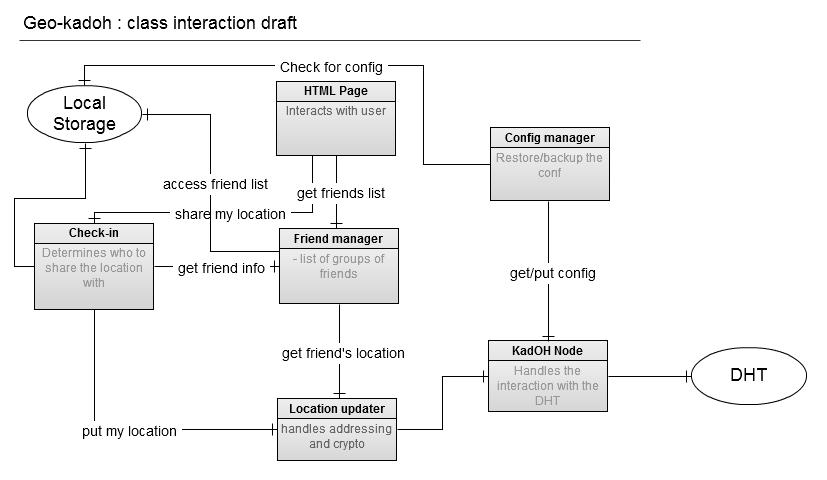 Geo-kadoh : class interaction draft
Check for config
Local
Storage
HTML Page
Interacts with user
Config manager
Restore/backup the
conf
access friend list
get friends list
share my location
Check-in
Determines who to
share the location
with
get friend info
Friend manager
- list of groups of
friends
get/put config
get friend's location
KadOH Node
Handles the
interaction with the
DHT
DHT
Location updater
handles addressing
and crypto
put my location